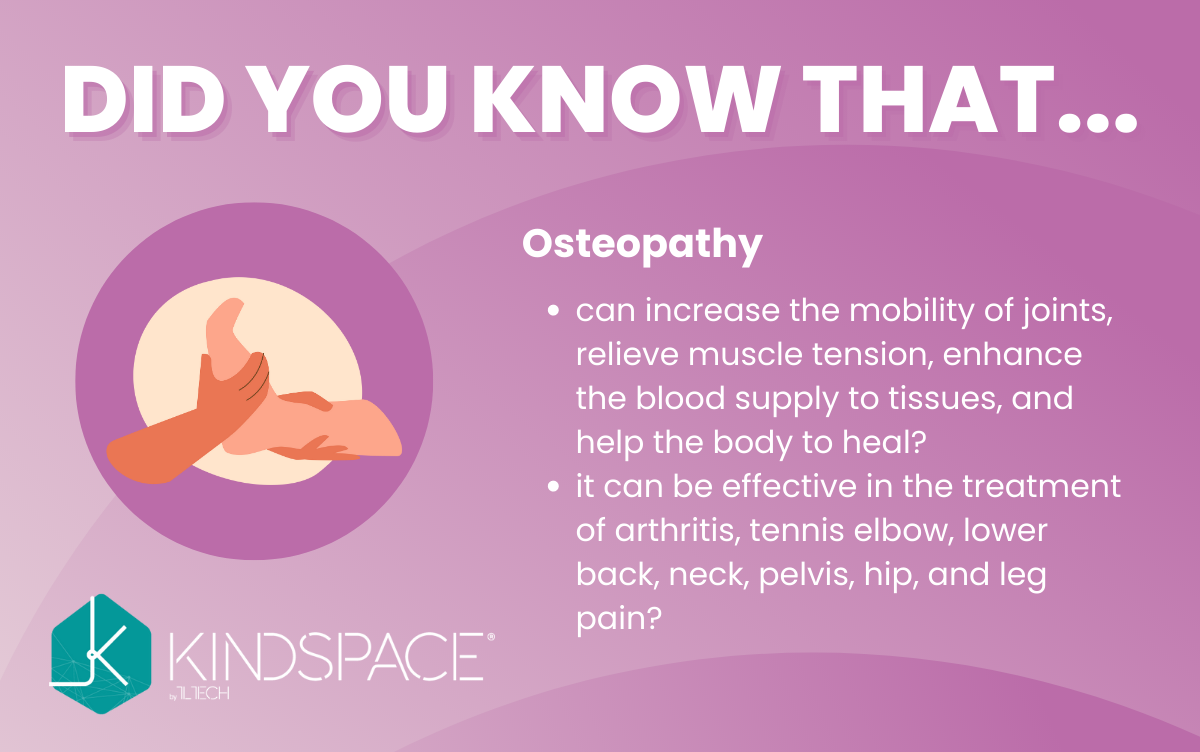 DID YOU KNOW THAT...
Osteopathy
• can increase the mobility of joints,
relieve muscle tension, enhance
the blood supply to tissues, and
help the body to heal?
• it can be effective in the treatment
of arthritis, tennis elbow, lower
back, neck, pelvis, hip, and leg
pain?
KINDSPACE®
by TLTECH